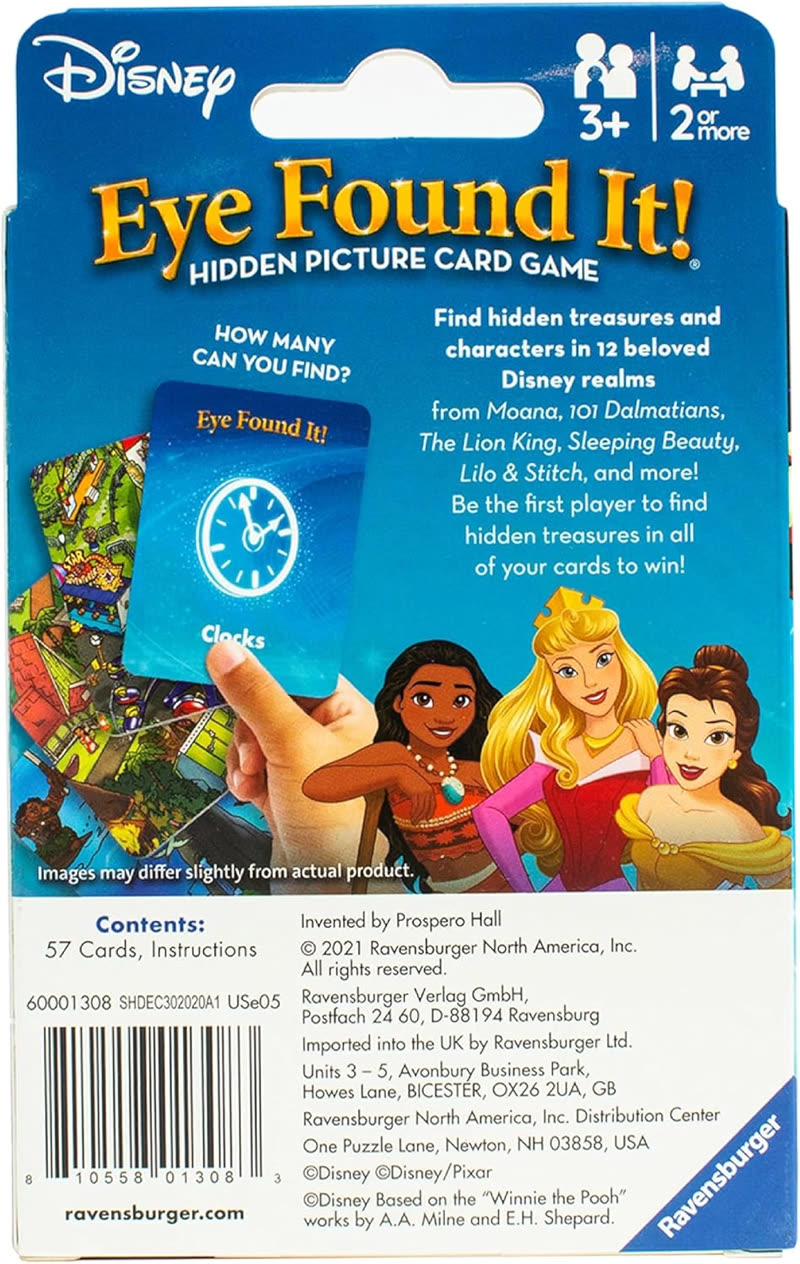 Disney
3+
2 or more
Eye Found It!®
HIDDEN PICTURE CARD GAME
HOW MANY
CAN YOU FIND?
Eye Found It!
Clocks
Find hidden treasures and
characters in 12 beloved
Disney realms
from Moana, 101 Dalmatians,
The Lion King, Sleeping Beauty,
Lilo & Stitch, and more!
Be the first player to find
hidden treasures in all
of your cards to win!
Images may differ slightly from actual product.
Contents:
57 Cards, Instructions
60001308 SHDEC302020A1 USe05
8 10558 01308 3
ravensburger.com
Invented by Prospero Hall
© 2021 Ravensburger North America, Inc.
All rights reserved.
Ravensburger Verlag GmbH,
Postfach 24 60, D-88194 Ravensburg
Imported into the UK by Ravensburger Ltd.
Units 3 – 5, Avonbury Business Park,
Howes Lane, BICESTER, OX26 2UA, GB
Ravensburger North America, Inc. Distribution Center
One Puzzle Lane, Newton, NH 03858, USA
©Disney ©Disney/Pixar
©Disney Based on the “Winnie the Pooh”
works by A.A. Milne and E.H. Shepard.
Ravensburger